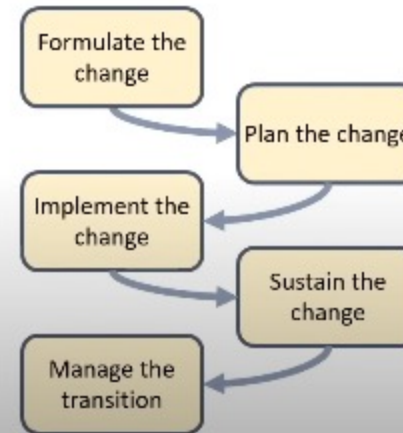 Formulate the
change
Plan the change
Implement the
change
Sustain the
change
Manage the
transition